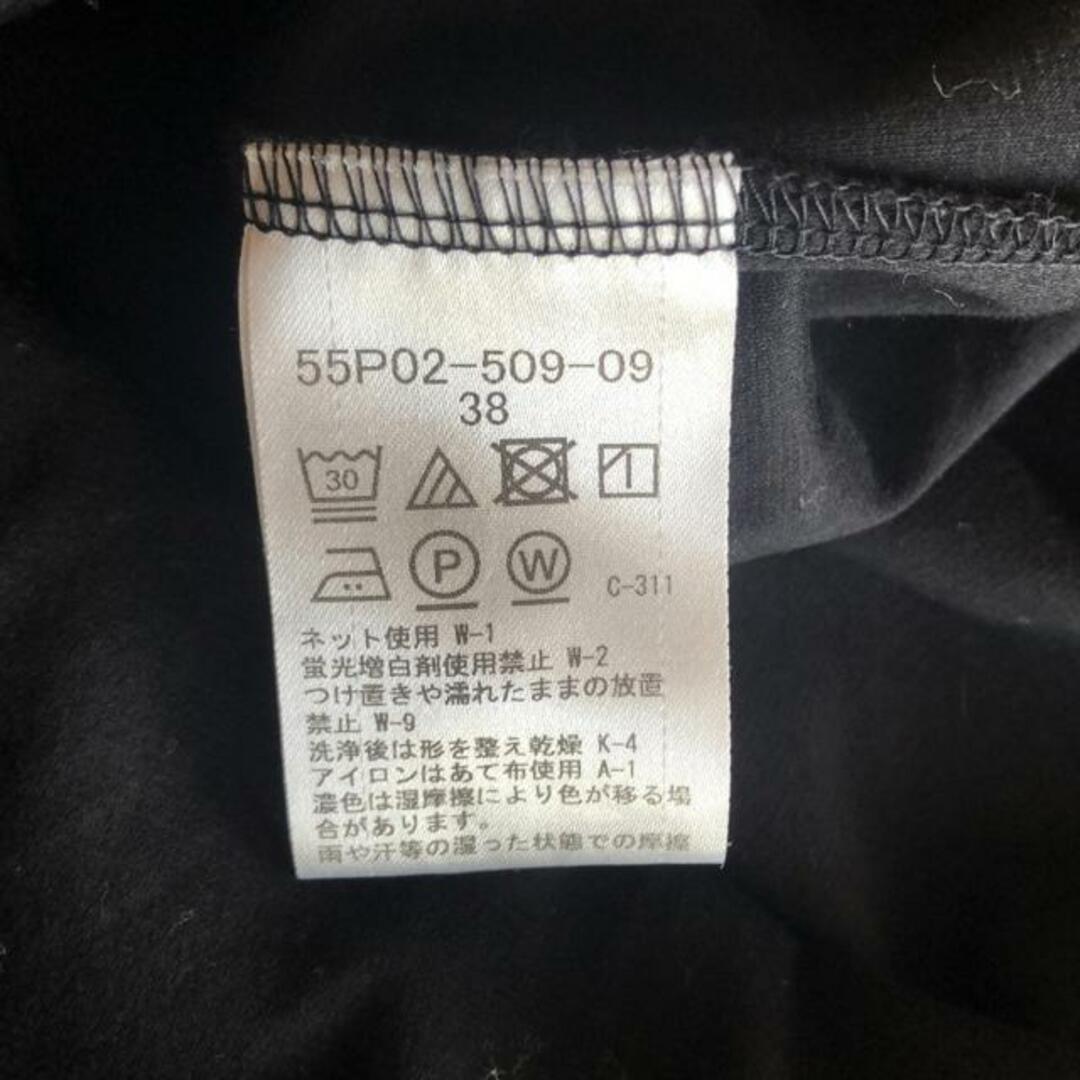 55P02-509-09
38
30
P W C-311
ネット使用 W-1
蛍光増白剤使用禁止 W-2
つけ置きや濡れたままの放置
禁止 W-9
洗浄後は形を整え乾燥 K-4
アイロンはあて布使用 A-1
濃色は湿摩擦により色が移る場
合があります。
雨や汗等の湿った状態での摩擦